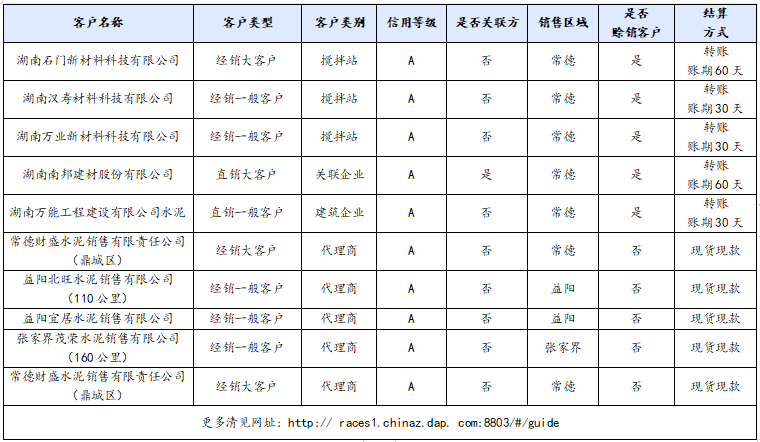 客户名称 客户类型 客户类别 信用等级 是否关联方 销售区域 是否 结算
赊销客户 方式
湖南石门新材料科技有限公司 经销大客户 搅拌站 A 否 常德 是 转账
账期60天
湖南汉寿材料科技有限公司 经销一般客户 搅拌站 A 否 常德 是 转账
账期30天
湖南万业新材料科技有限公司 经销一般客户 搅拌站 A 否 常德 是 转账
账期30天
湖南南邦建材股份有限公司 直销大客户 关联企业 A 是 常德 是 转账
账期60天
湖南万能工程建设有限公司水泥 直销一般客户 建筑企业 A 否 常德 是 转账
账期30天
常德财盛水泥销售有限责任公司 经销大客户 代理商 A 否 常德 否 现货现款
（鼎城区）
益阳北旺水泥销售有限公司 经销一般客户 代理商 A 否 益阳 否 现货现款
（110公里）
益阳宜居水泥销售有限公司 经销一般客户 代理商 A 否 益阳 否 现货现款
张家界茂荣水泥销售有限公司 经销一般客户 代理商 A 否 张家界 否 现货现款
（160公里）
常德财盛水泥销售有限责任公司 经销大客户 代理商 A 否 常德 否 现货现款
（鼎城区）
更多清见网址: http:// races1.chinaz.dap. com:8803/#/guide